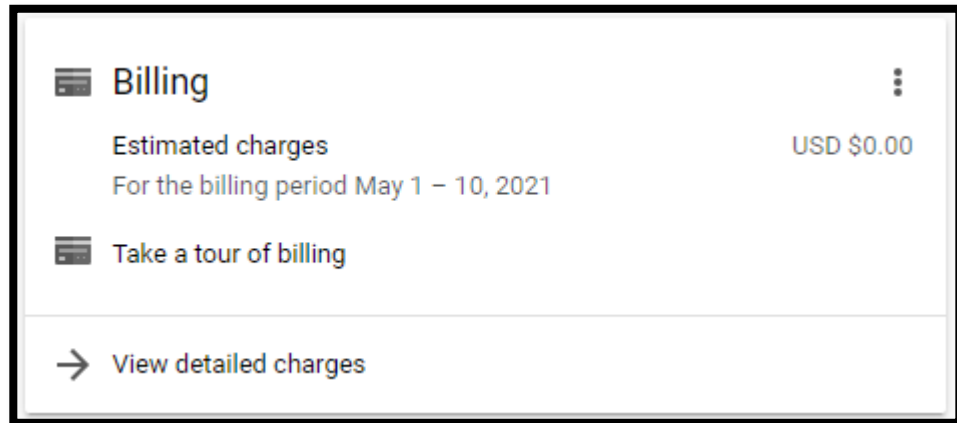 Billing
Estimated charges USD $0.00
For the billing period May 1 – 10, 2021
Take a tour of billing
View detailed charges